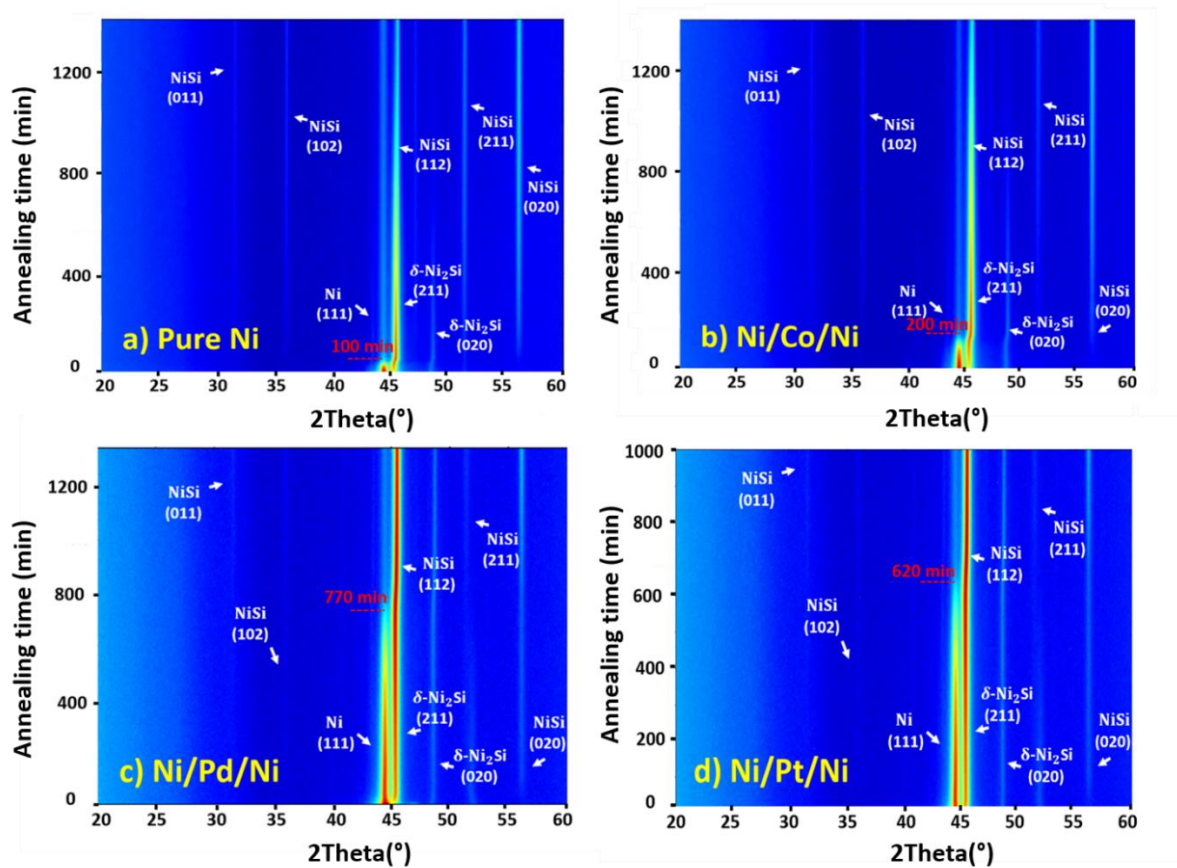 Annealing time (min)
1200
800
400
0
NiSi
(011)
NiSi
(102)
NiSi
(112)
NiSi
(211)
NiSi
(020)
Ni
(111)
δ-Ni₂Si
(211)
δ-Ni₂Si
(020)
100 min
a) Pure Ni
20 25 30 35 40 45 50 55 60
2Theta(°)
Annealing time (min)
1200
800
400
0
NiSi
(011)
NiSi
(102)
NiSi
(112)
NiSi
(211)
Ni
(111)
δ-Ni₂Si
(211)
NiSi
(020)
δ-Ni₂Si
(020)
200 min
b) Ni/Co/Ni
20 25 30 35 40 45 50 55 60
2Theta(°)
Annealing time (min)
1200
800
400
0
NiSi
(011)
NiSi
(211)
NiSi
(112)
770 min
NiSi
(102)
Ni
(111)
δ-Ni₂Si
(211)
NiSi
(020)
δ-Ni₂Si
(020)
c) Ni/Pd/Ni
20 25 30 35 40 45 50 55 60
2Theta(°)
Annealing time (min)
1000
800
600
400
200
0
NiSi
(011)
NiSi
(211)
NiSi
(112)
620 min
NiSi
(102)
Ni
(111)
δ-Ni₂Si
(211)
NiSi
(020)
δ-Ni₂Si
(020)
d) Ni/Pt/Ni
20 25 30 35 40 45 50 55 60
2Theta(°)